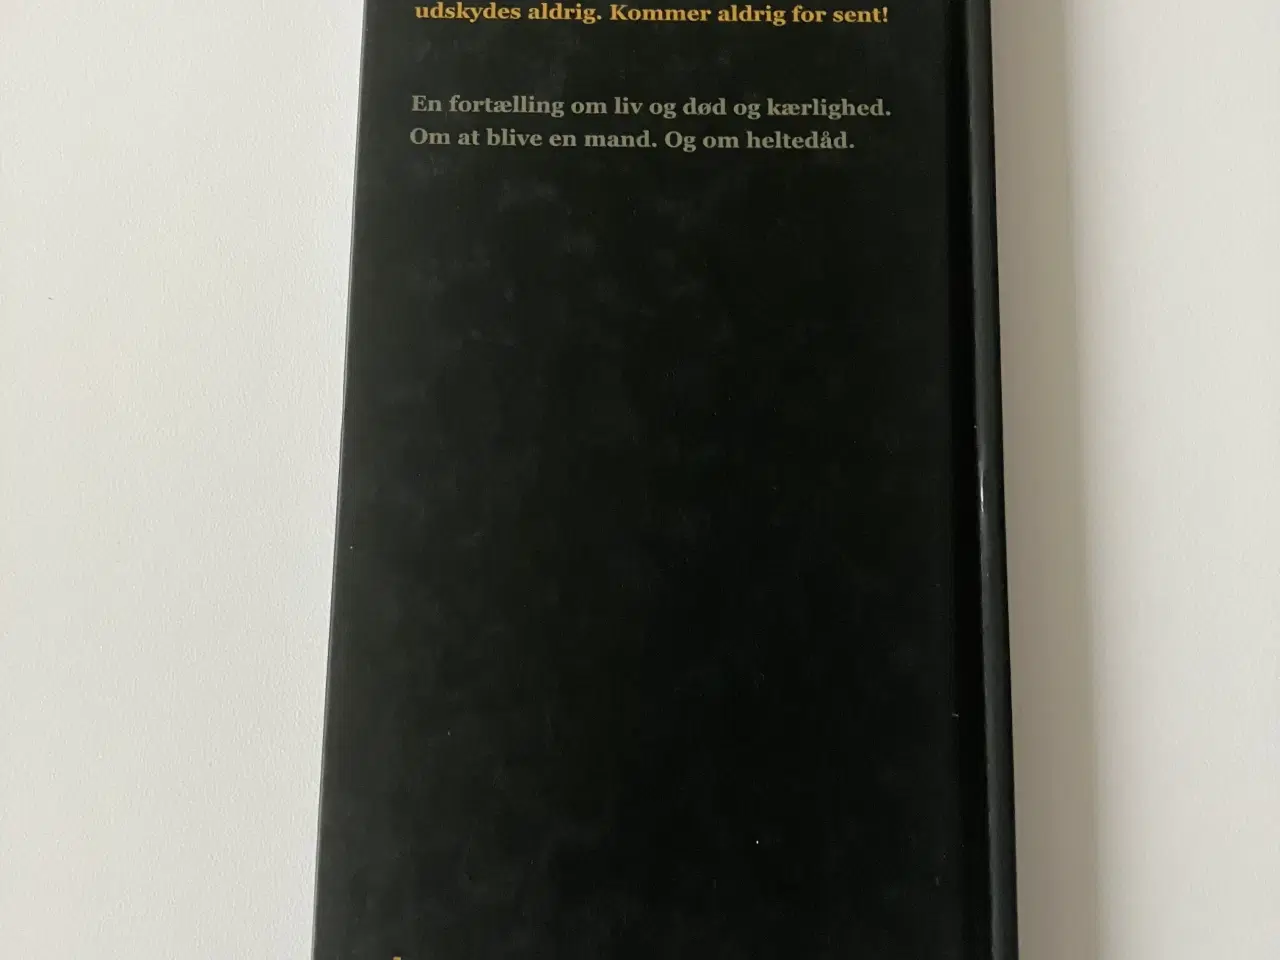 udskydes aldrig. Kommer aldrig for sent!
En fortælling om liv og død og kærlighed.
Om at blive en mand. Og om heltedåd.